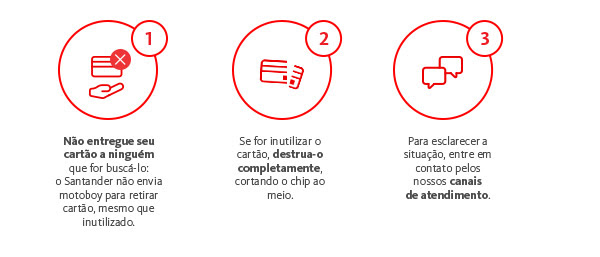 1
Não entregue seu
cartão a ninguém
que for buscá-lo:
o Santander não envia
motoboy para retirar
cartão, mesmo que
inutilizado.
2
Se for inutilizar o
cartão, destrua-o
completamente,
cortando o chip ao
meio.
3
Para esclarecer a
situação, entre em
contato pelos
nossos canais
de atendimento.